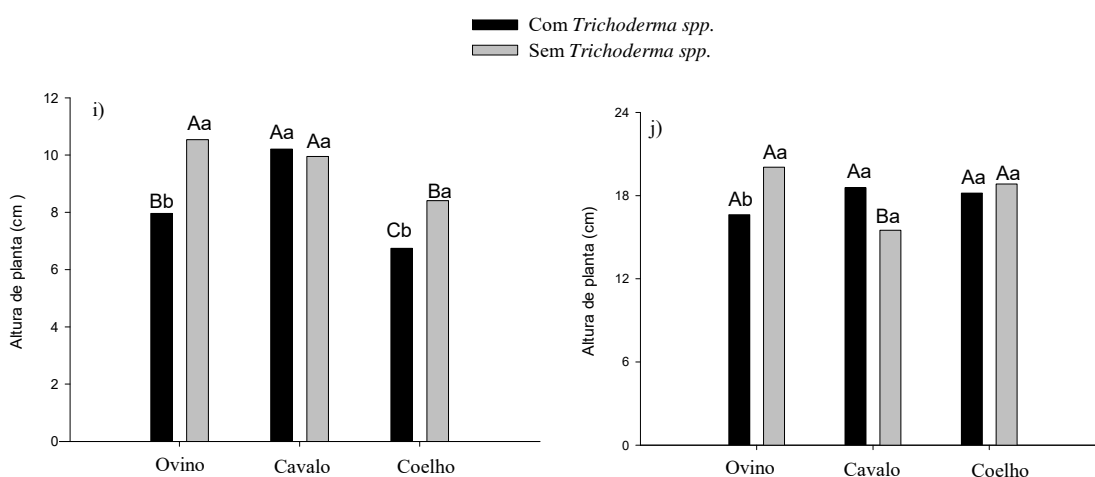 Com Trichoderma spp.
Sem Trichoderma spp.
i)
Altura de planta (cm )
12
10
8
6
4
2
0
Bb
Aa
Aa
Aa
Cb
Ba
Ovino
Cavalo
Coelho
j)
Altura de planta (cm)
24
18
12
6
0
Ab
Aa
Aa
Ba
Aa
Aa
Ovino
Cavalo
Coelho